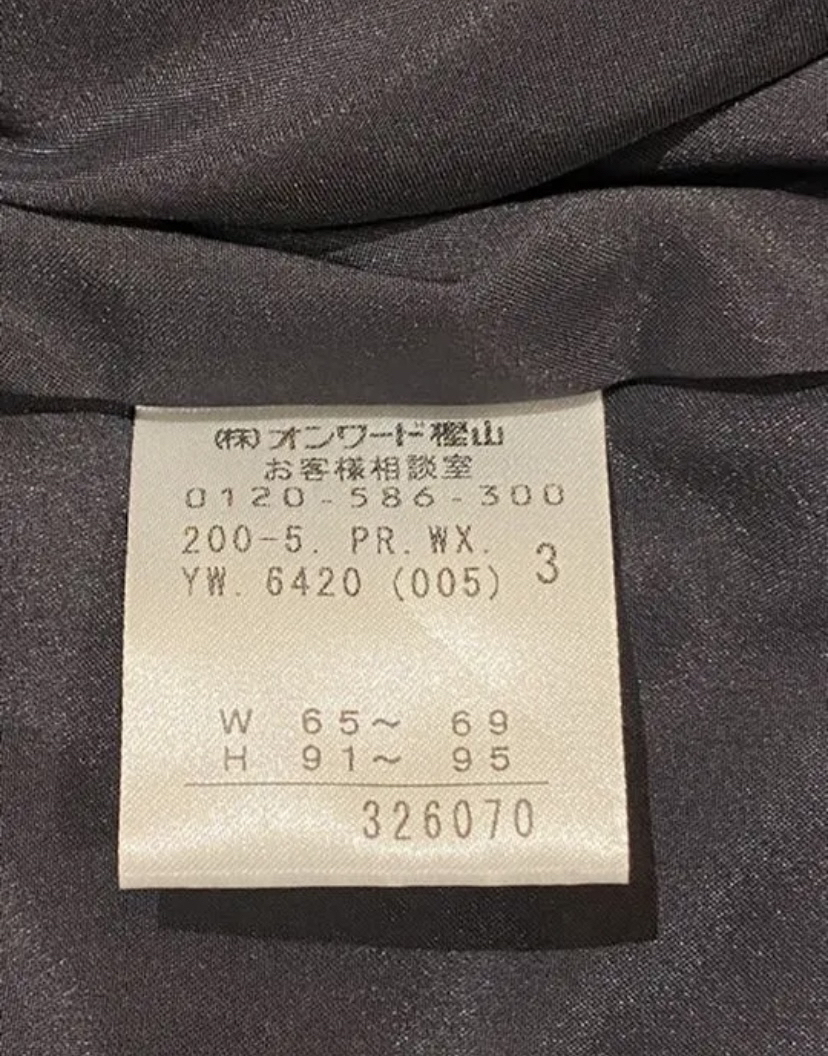 (株)オンワード樫山
お客様相談室
0120-586-300
200-5. PR. WX. 3
YW. 6420 (005)
W 65~ 69
H 91~ 95
326070